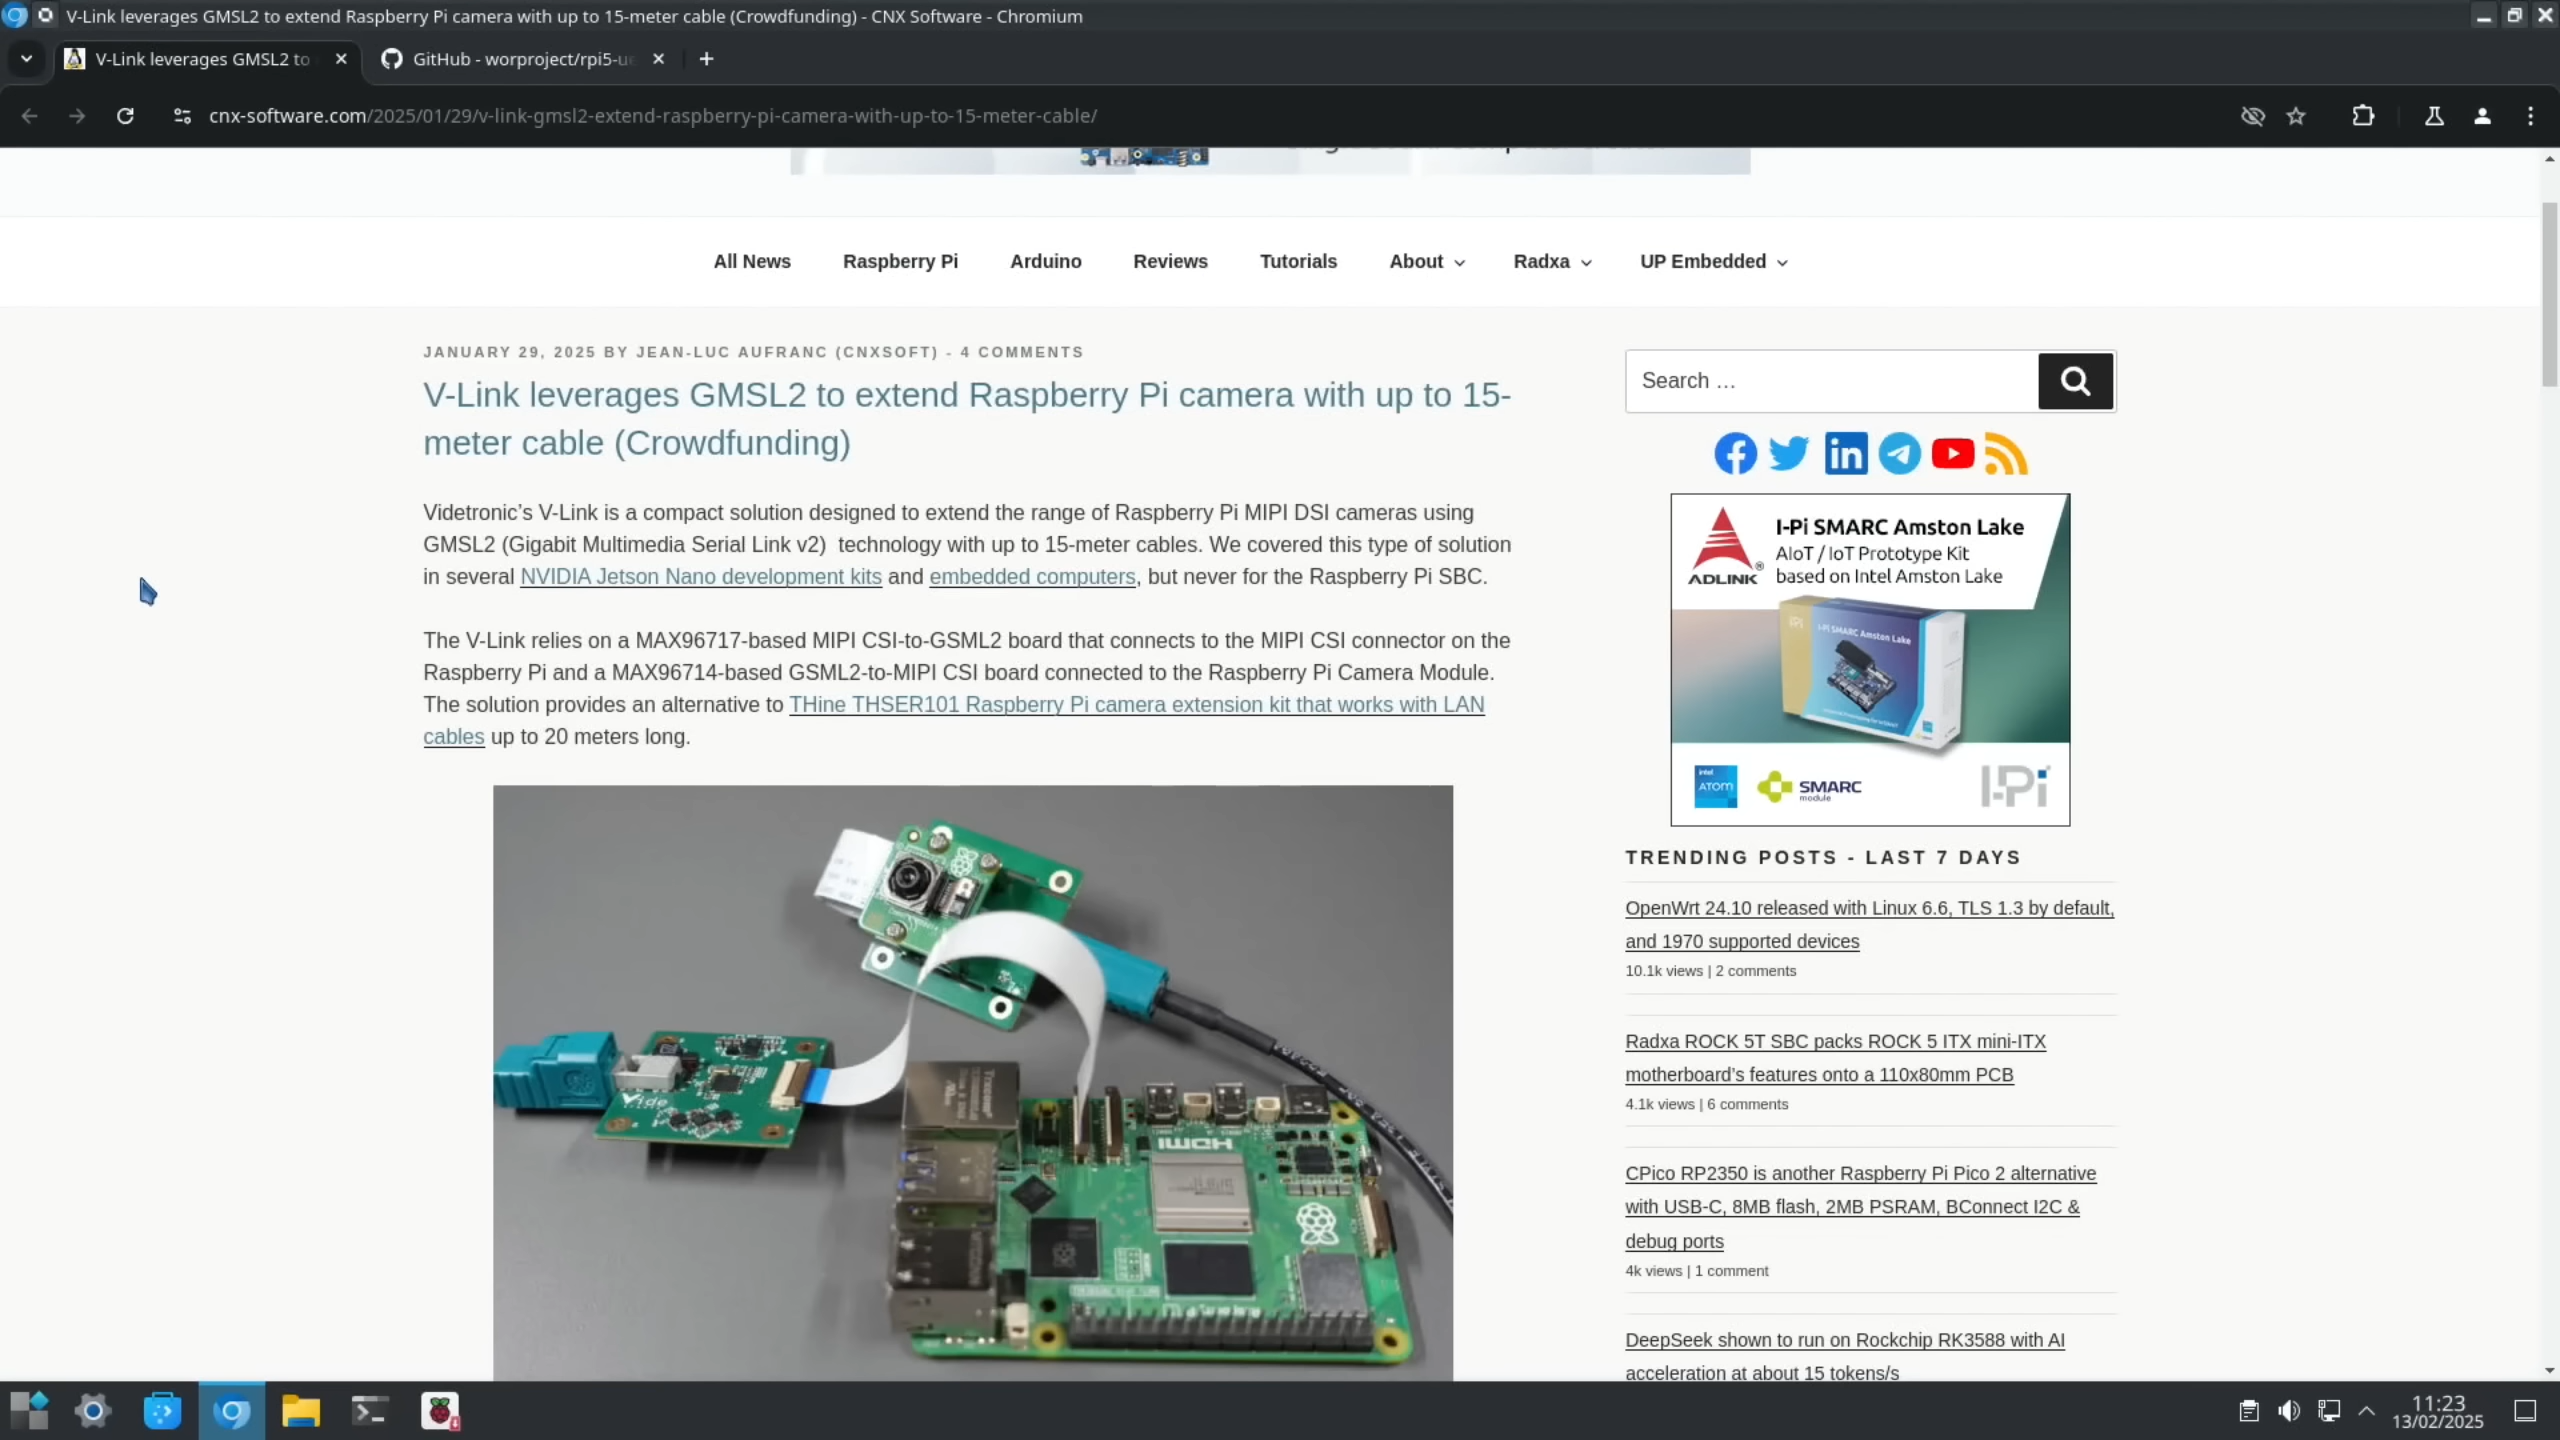 V-Link leverages GMSL2 to extend Raspberry Pi camera with up to 15-meter cable (Crowdfunding) - CNX Software - Chromium
V-Link leverages GMSL2 to
GitHub - worproject/rpi5-ue
cnx-software.com/2025/01/29/v-link-gmsl2-extend-raspberry-pi-camera-with-up-to-15-meter-cable/
All News Raspberry Pi Arduino Reviews Tutorials About Radxa UP Embedded
JANUARY 29, 2025 BY JEAN-LUC AUFRANC (CNXSOFT) - 4 COMMENTS
V-Link leverages GMSL2 to extend Raspberry Pi camera with up to 15-
meter cable (Crowdfunding)
Videtronic’s V-Link is a compact solution designed to extend the range of Raspberry Pi MIPI DSI cameras using
GMSL2 (Gigabit Multimedia Serial Link v2) technology with up to 15-meter cables. We covered this type of solution
in several NVIDIA Jetson Nano development kits and embedded computers, but never for the Raspberry Pi SBC.
The V-Link relies on a MAX96717-based MIPI CSI-to-GSML2 board that connects to the MIPI CSI connector on the
Raspberry Pi and a MAX96714-based GSML2-to-MIPI CSI board connected to the Raspberry Pi Camera Module.
The solution provides an alternative to THine THSER101 Raspberry Pi camera extension kit that works with LAN
cables up to 20 meters long.
Vide
HDMI
Search …
I-Pi SMARC Amston Lake
AIoT / IoT Prototype Kit
based on Intel Amston Lake
ADLINK®
I-Pi SMARC Amston Lake
intel
ATOM
SMARC
module
I-Pi
TRENDING POSTS - LAST 7 DAYS
OpenWrt 24.10 released with Linux 6.6, TLS 1.3 by default,
and 1970 supported devices
10.1k views | 2 comments
Radxa ROCK 5T SBC packs ROCK 5 ITX mini-ITX
motherboard’s features onto a 110x80mm PCB
4.1k views | 6 comments
CPico RP2350 is another Raspberry Pi Pico 2 alternative
with USB-C, 8MB flash, 2MB PSRAM, BConnect I2C &
debug ports
4k views | 1 comment
DeepSeek shown to run on Rockchip RK3588 with AI
acceleration at about 15 tokens/s
11:23
13/02/2025